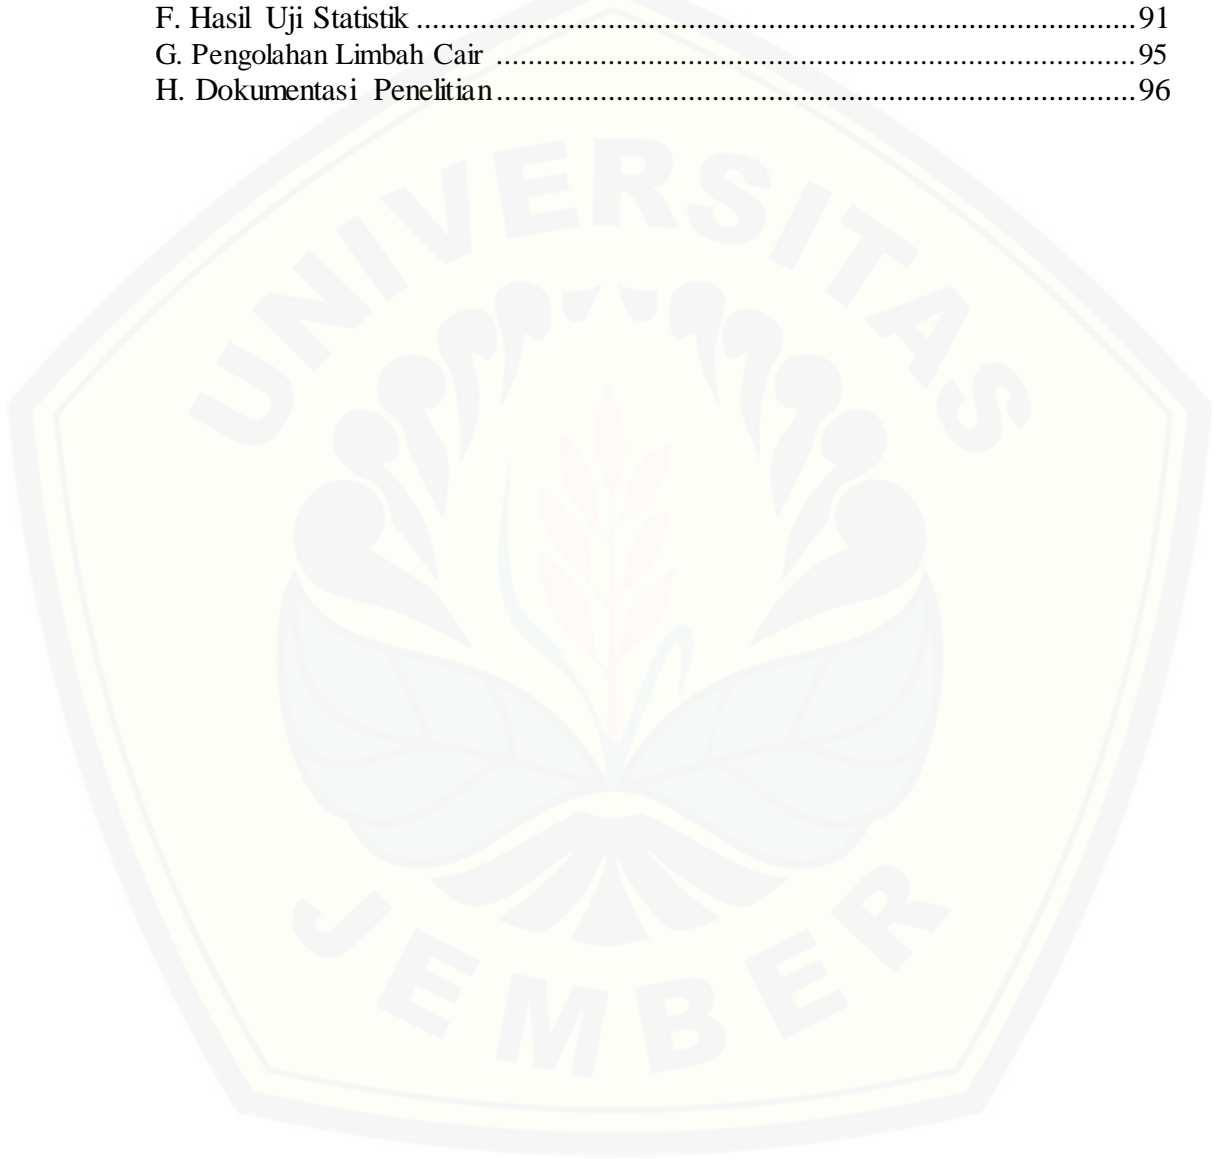 F. Hasil Uji Statistik ..........................................................................................91
G. Pengolahan Limbah Cair ................................................................................95
H. Dokumentasi Penelitian................................................................................96
UNIVERSITAS
JEMBER